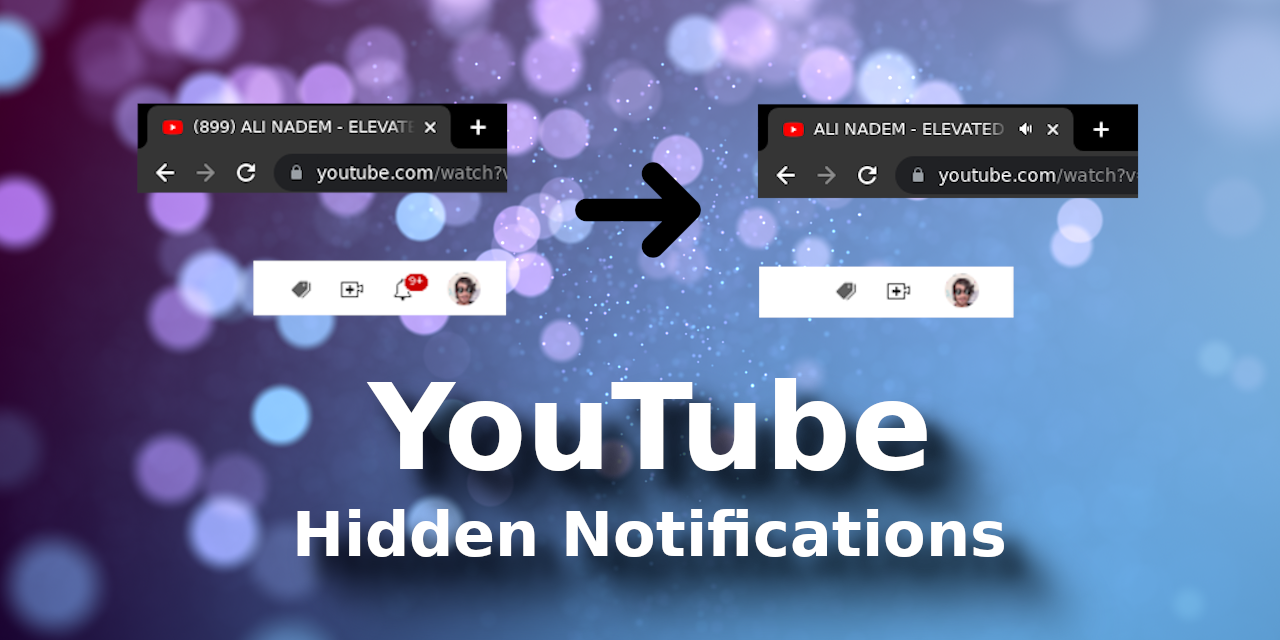 (899) ALI NADEM - ELEVATE
youtube.com/watch?v
9+
ALI NADEM - ELEVATED
youtube.com/watch?v
YouTube
Hidden Notifications